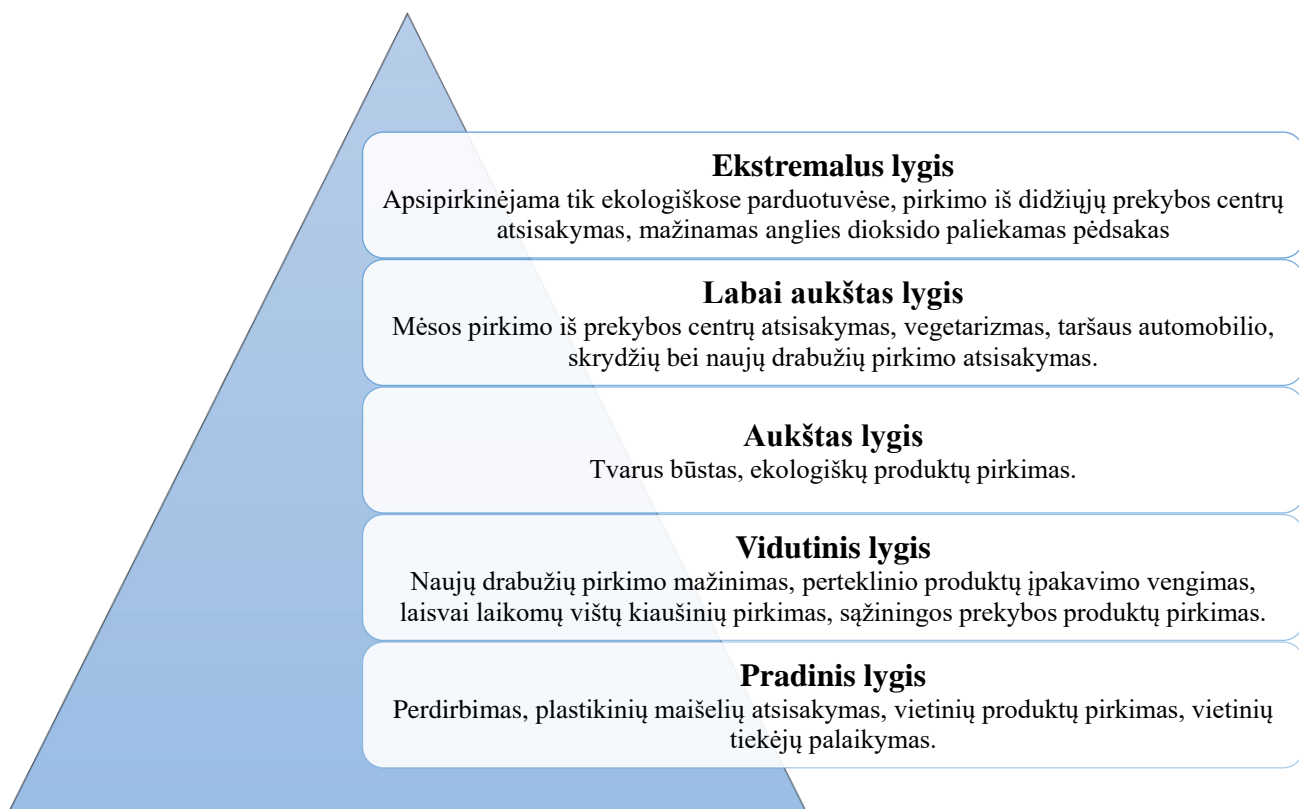 Ekstremalus lygis
Apsipirkinėjama tik ekologiškose parduotuvėse, pirkimo iš didžiųjų prekybos centrų
atsisakymas, mažinamas anglies dioksido paliekamas pėdsakas
Labai aukštas lygis
Mėsos pirkimo iš prekybos centrų atsisakymas, vegetarizmas, taršaus automobilio,
skrydžių bei naujų drabužių pirkimo atsisakymas.
Aukštas lygis
Tvarus būstas, ekologiškų produktų pirkimas.
Vidutinis lygis
Naujų drabužių pirkimo mažinimas, perteklinio produktų įpakavimo vengimas,
laisvai laikomų vištų kiaušinių pirkimas, sąžiningos prekybos produktų pirkimas.
Pradinis lygis
Perdirbimas, plastikinių maišelių atsisakymas, vietinių produktų pirkimas, vietinių
tiekėjų palaikymas.